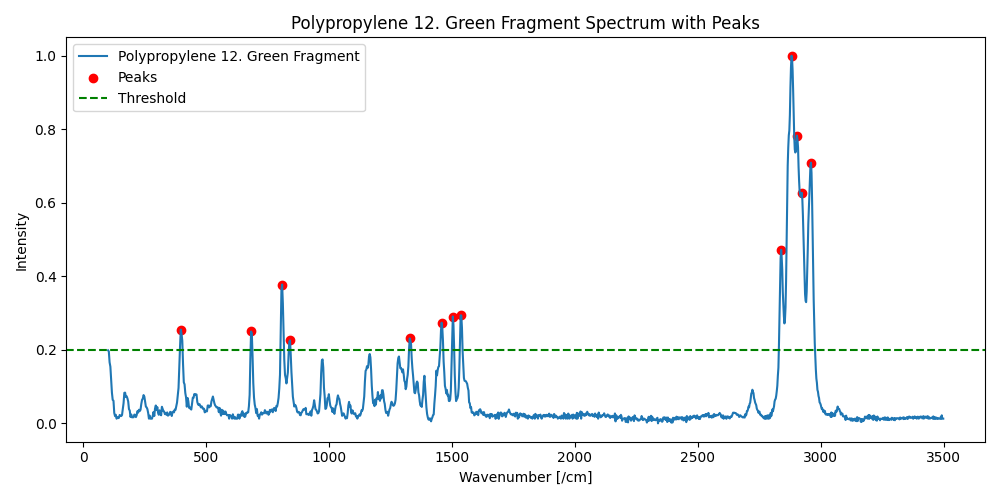 Polypropylene 12. Green Fragment Spectrum with Peaks
Polypropylene 12. Green Fragment
Peaks
Threshold
Intensity
1.0
0.8
0.6
0.4
0.2
0.0
0 500 1000 1500 2000 2500 3000 3500
Wavenumber [/cm]